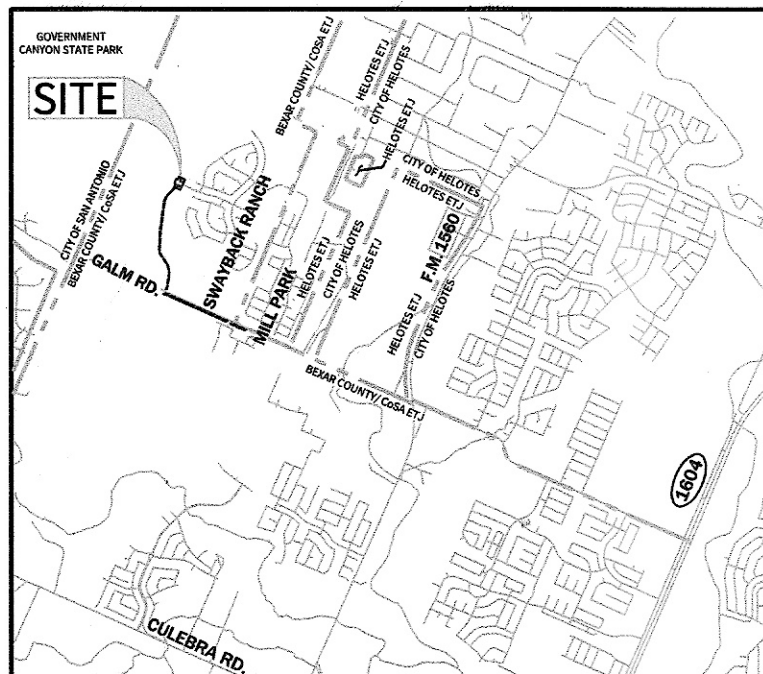 GOVERNMENT
CANYON STATE PARK
SITE
BEXAR COUNTY/ CoSA ETJ
HELOTES ETJ
CITY OF HELOTES
HELOTES ETJ
CITY OF HELOTES
HELOTES ETJ
CITY OF SAN ANTONIO
BEXAR COUNTY/ CoSA ETJ
GALM RD.
SWAYBACK RANCH
MILL PARK
HELOTES ETJ
CITY OF HELOTES
HELOTES ETJ
F.M. 1560
HELOTES ETJ
CITY OF HELOTES
BEXAR COUNTY/ CoSA ETJ
1604
CULEBRA RD.